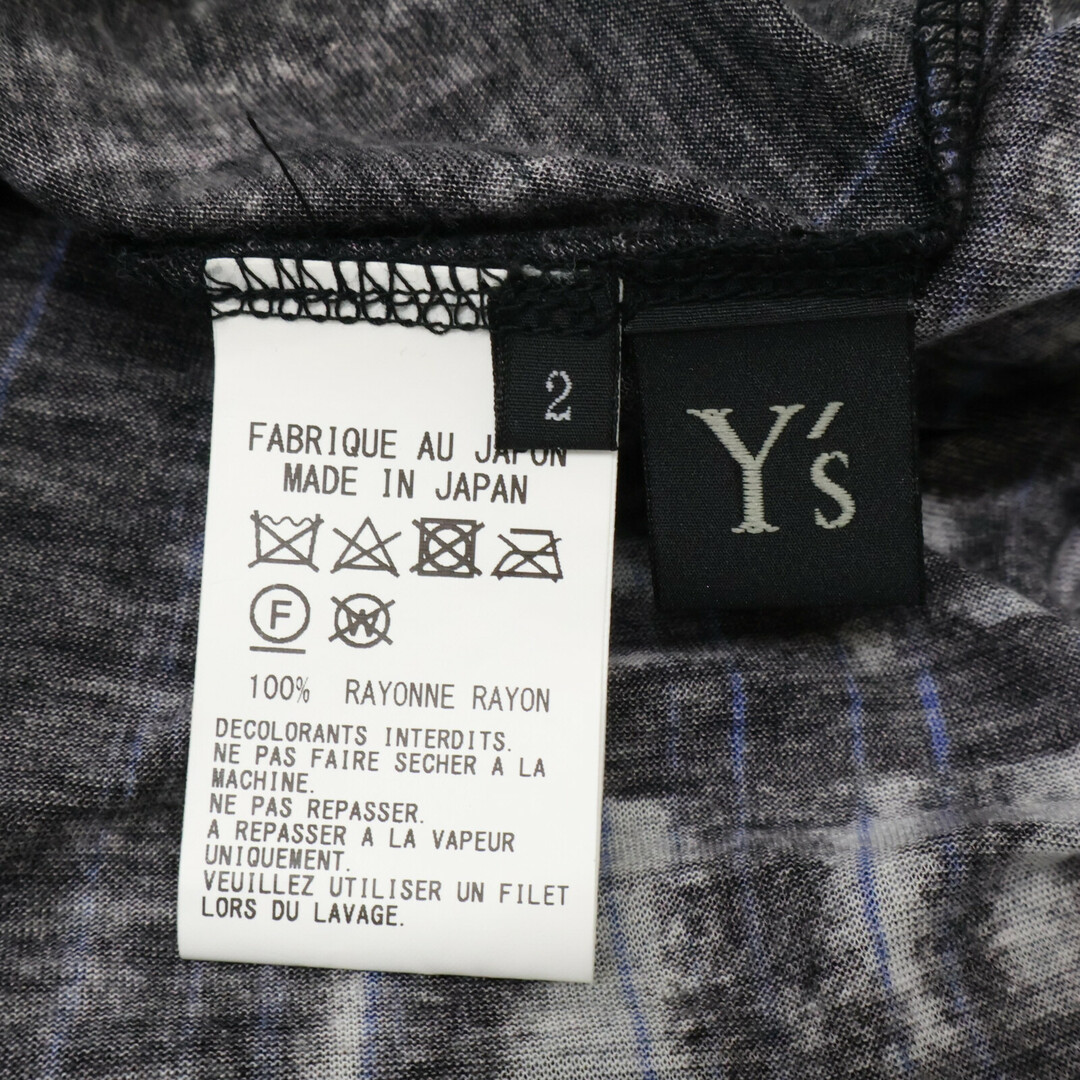 2
Y's
FABRIQUE AU JAPON
MADE IN JAPAN
F
W
100% RAYONNE RAYON
DECOLORANTS INTERDITS.
NE PAS FAIRE SECHER A LA
MACHINE.
NE PAS REPASSER.
A REPASSER A LA VAPEUR
UNIQUEMENT.
VEUILLEZ UTILISER UN FILET
LORS DU LAVAGE.